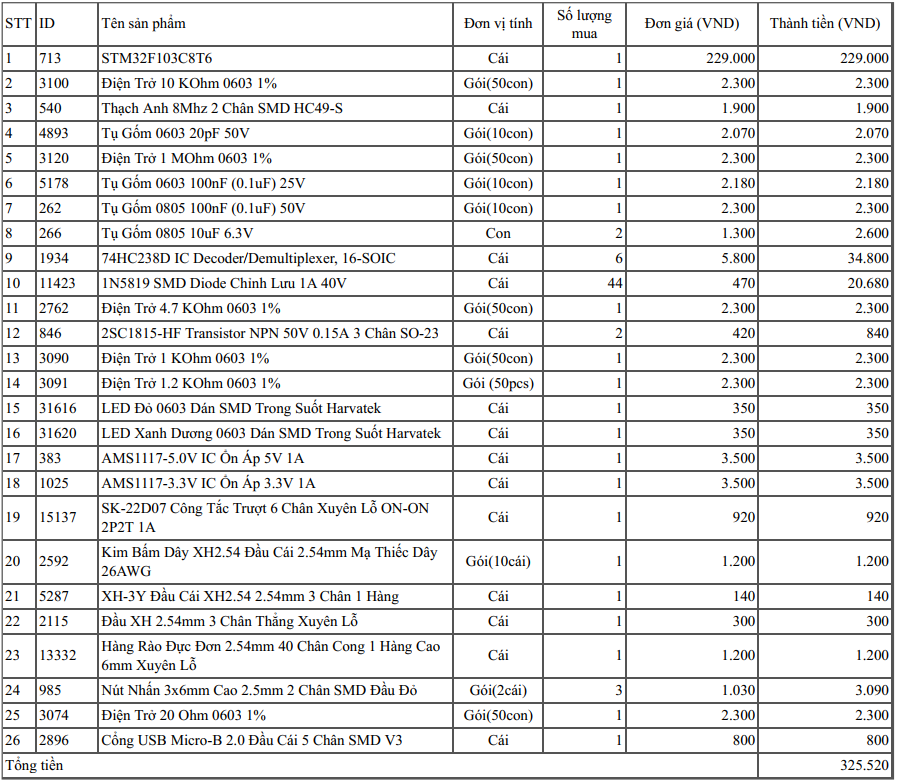 STT ID Tên sản phẩm Đơn vị tính Số lượng mua Đơn giá (VND) Thành tiền (VND)
1 713 STM32F103C8T6 Cái 1 229.000 229.000
2 3100 Điện Trở 10 KOhm 0603 1% Gói(50con) 1 2.300 2.300
3 540 Thạch Anh 8Mhz 2 Chân SMD HC49-S Cái 1 1.900 1.900
4 4893 Tụ Gốm 0603 20pF 50V Gói(10con) 1 2.070 2.070
5 3120 Điện Trở 1 MOhm 0603 1% Gói(50con) 1 2.300 2.300
6 5178 Tụ Gốm 0603 100nF (0.1uF) 25V Gói(10con) 1 2.180 2.180
7 262 Tụ Gốm 0805 100nF (0.1uF) 50V Gói(10con) 1 2.300 2.300
8 266 Tụ Gốm 0805 10uF 6.3V Con 2 1.300 2.600
9 1934 74HC238D IC Decoder/Demultiplexer, 16-SOIC Cái 6 5.800 34.800
10 11423 1N5819 SMD Diode Chỉnh Lưu 1A 40V Cái 44 470 20.680
11 2762 Điện Trở 4.7 KOhm 0603 1% Gói(50con) 1 2.300 2.300
12 846 2SC1815-HF Transistor NPN 50V 0.15A 3 Chân SO-23 Cái 2 420 840
13 3090 Điện Trở 1 KOhm 0603 1% Gói(50con) 1 2.300 2.300
14 3091 Điện Trở 1.2 KOhm 0603 1% Gói (50pcs) 1 2.300 2.300
15 31616 LED Đỏ 0603 Dán SMD Trong Suốt Harvatek Cái 1 350 350
16 31620 LED Xanh Dương 0603 Dán SMD Trong Suốt Harvatek Cái 1 350 350
17 383 AMS1117-5.0V IC Ổn Áp 5V 1A Cái 1 3.500 3.500
18 1025 AMS1117-3.3V IC Ổn Áp 3.3V 1A Cái 1 3.500 3.500
19 15137 SK-22D07 Công Tắc Trượt 6 Chân Xuyên Lỗ ON-ON
2P2T 1A Cái 1 920 920
20 2592 Kim Bấm Dây XH2.54 Đầu Cái 2.54mm Mạ Thiếc Dây
26AWG Gói(10cái) 1 1.200 1.200
21 5287 XH-3Y Đầu Cái XH2.54 2.54mm 3 Chân 1 Hàng Cái 1 140 140
22 2115 Đầu XH 2.54mm 3 Chân Thẳng Xuyên Lỗ Cái 1 300 300
23 13332 Hàng Rào Đực Đơn 2.54mm 40 Chân Cong 1 Hàng Cao
6mm Xuyên Lỗ Cái 1 1.200 1.200
24 985 Nút Nhấn 3x6mm Cao 2.5mm 2 Chân SMD Đầu Đỏ Gói(2cái) 3 1.030 3.090
25 3074 Điện Trở 20 Ohm 0603 1% Gói(50con) 1 2.300 2.300
26 2896 Cổng USB Micro-B 2.0 Đầu Cái 5 Chân SMD V3 Cái 1 800 800
Tổng tiền 325.520